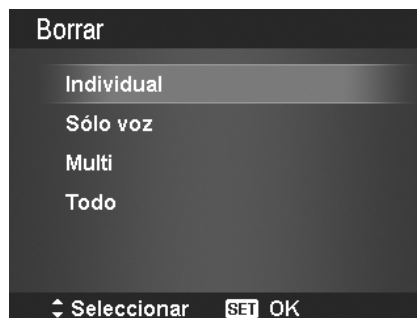 Borrar
Individual
Sólo voz
Multi
Todo
Seleccionar SET OK